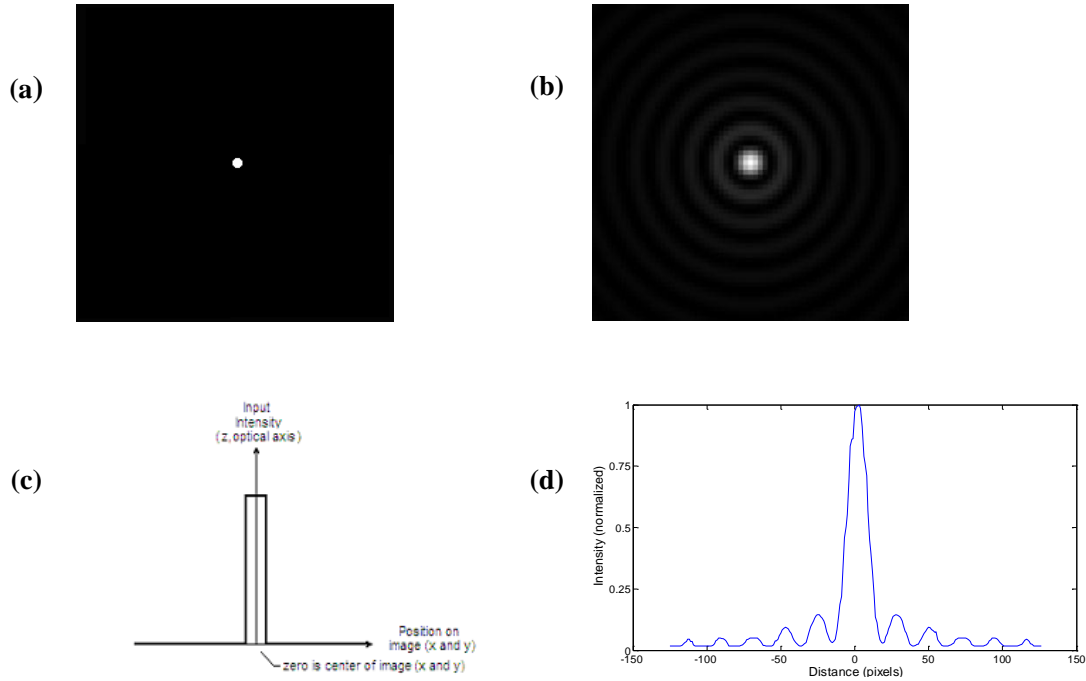 (a)
(b)
(c)
Input
Intensity
(z, optical axis)
Position on
image (x and y)
zero is center of image (x and y)
(d)
Intensity (normalized)
1
0.75
0.5
0.25
0
-150
-100
-50
0
50
100
150
Distance (pixels)